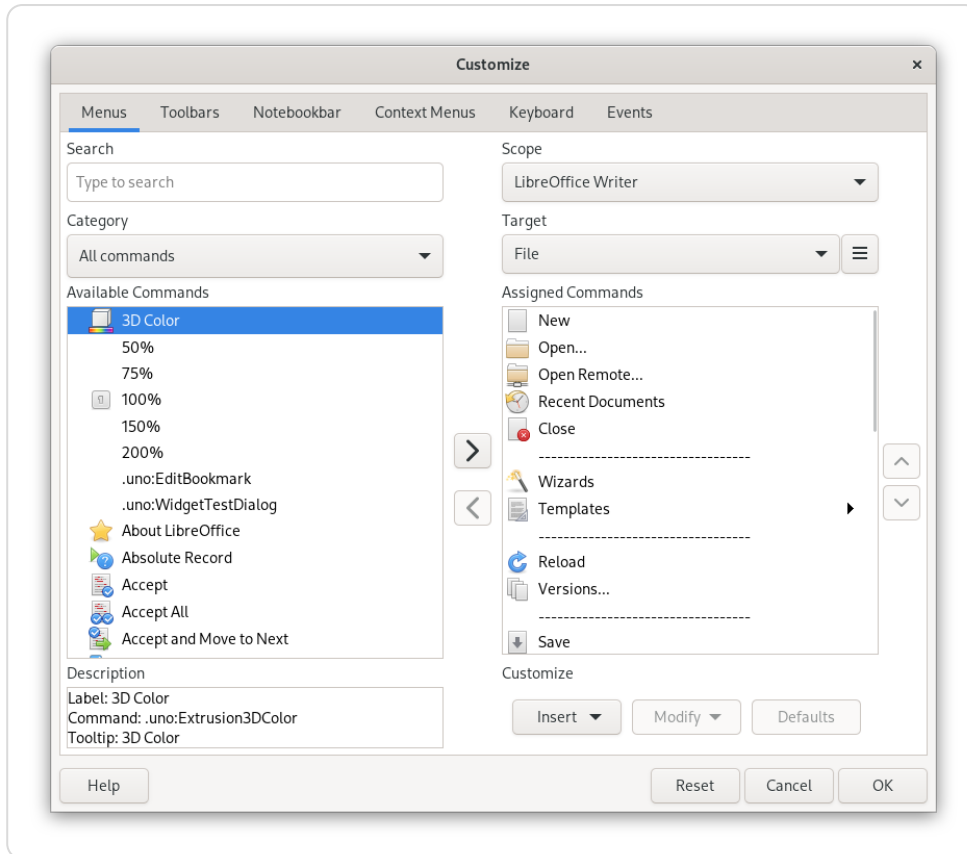 Customize
Menus Toolbars Notebookbar Context Menus Keyboard Events
Search
Type to search
Category
All commands
Available Commands
3D Color
50%
75%
100%
150%
200%
.uno:EditBookmark
.uno:WidgetTestDialog
About LibreOffice
Absolute Record
Accept
Accept All
Accept and Move to Next
Description
Label: 3D Color
Command: .uno:Extrusion3DColor
Tooltip: 3D Color
Scope
LibreOffice Writer
Target
File
Assigned Commands
New
Open...
Open Remote...
Recent Documents
Close
----------------------------------
Wizards
Templates
----------------------------------
Reload
Versions...
----------------------------------
Save
Customize
Insert Modify Defaults
Help Reset Cancel OK